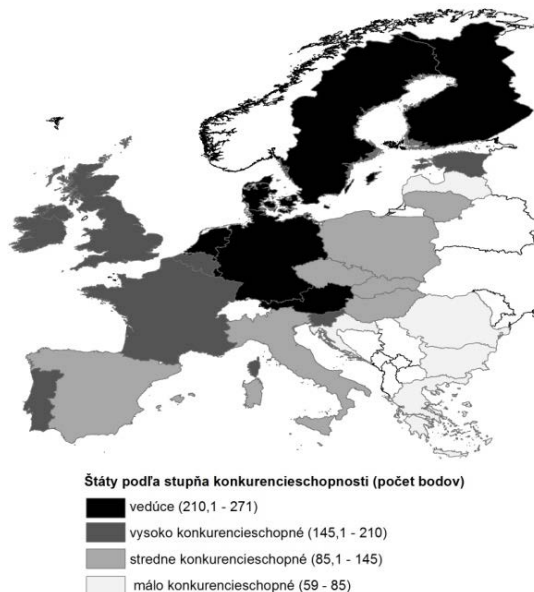 Štáty podľa stupňa konkurencieschopnosti (počet bodov)
vedúce (210,1 - 271)
vysoko konkurencieschopné (145,1 - 210)
stredne konkurencieschopné (85,1 - 145)
málo konkurencieschopné (59 - 85)